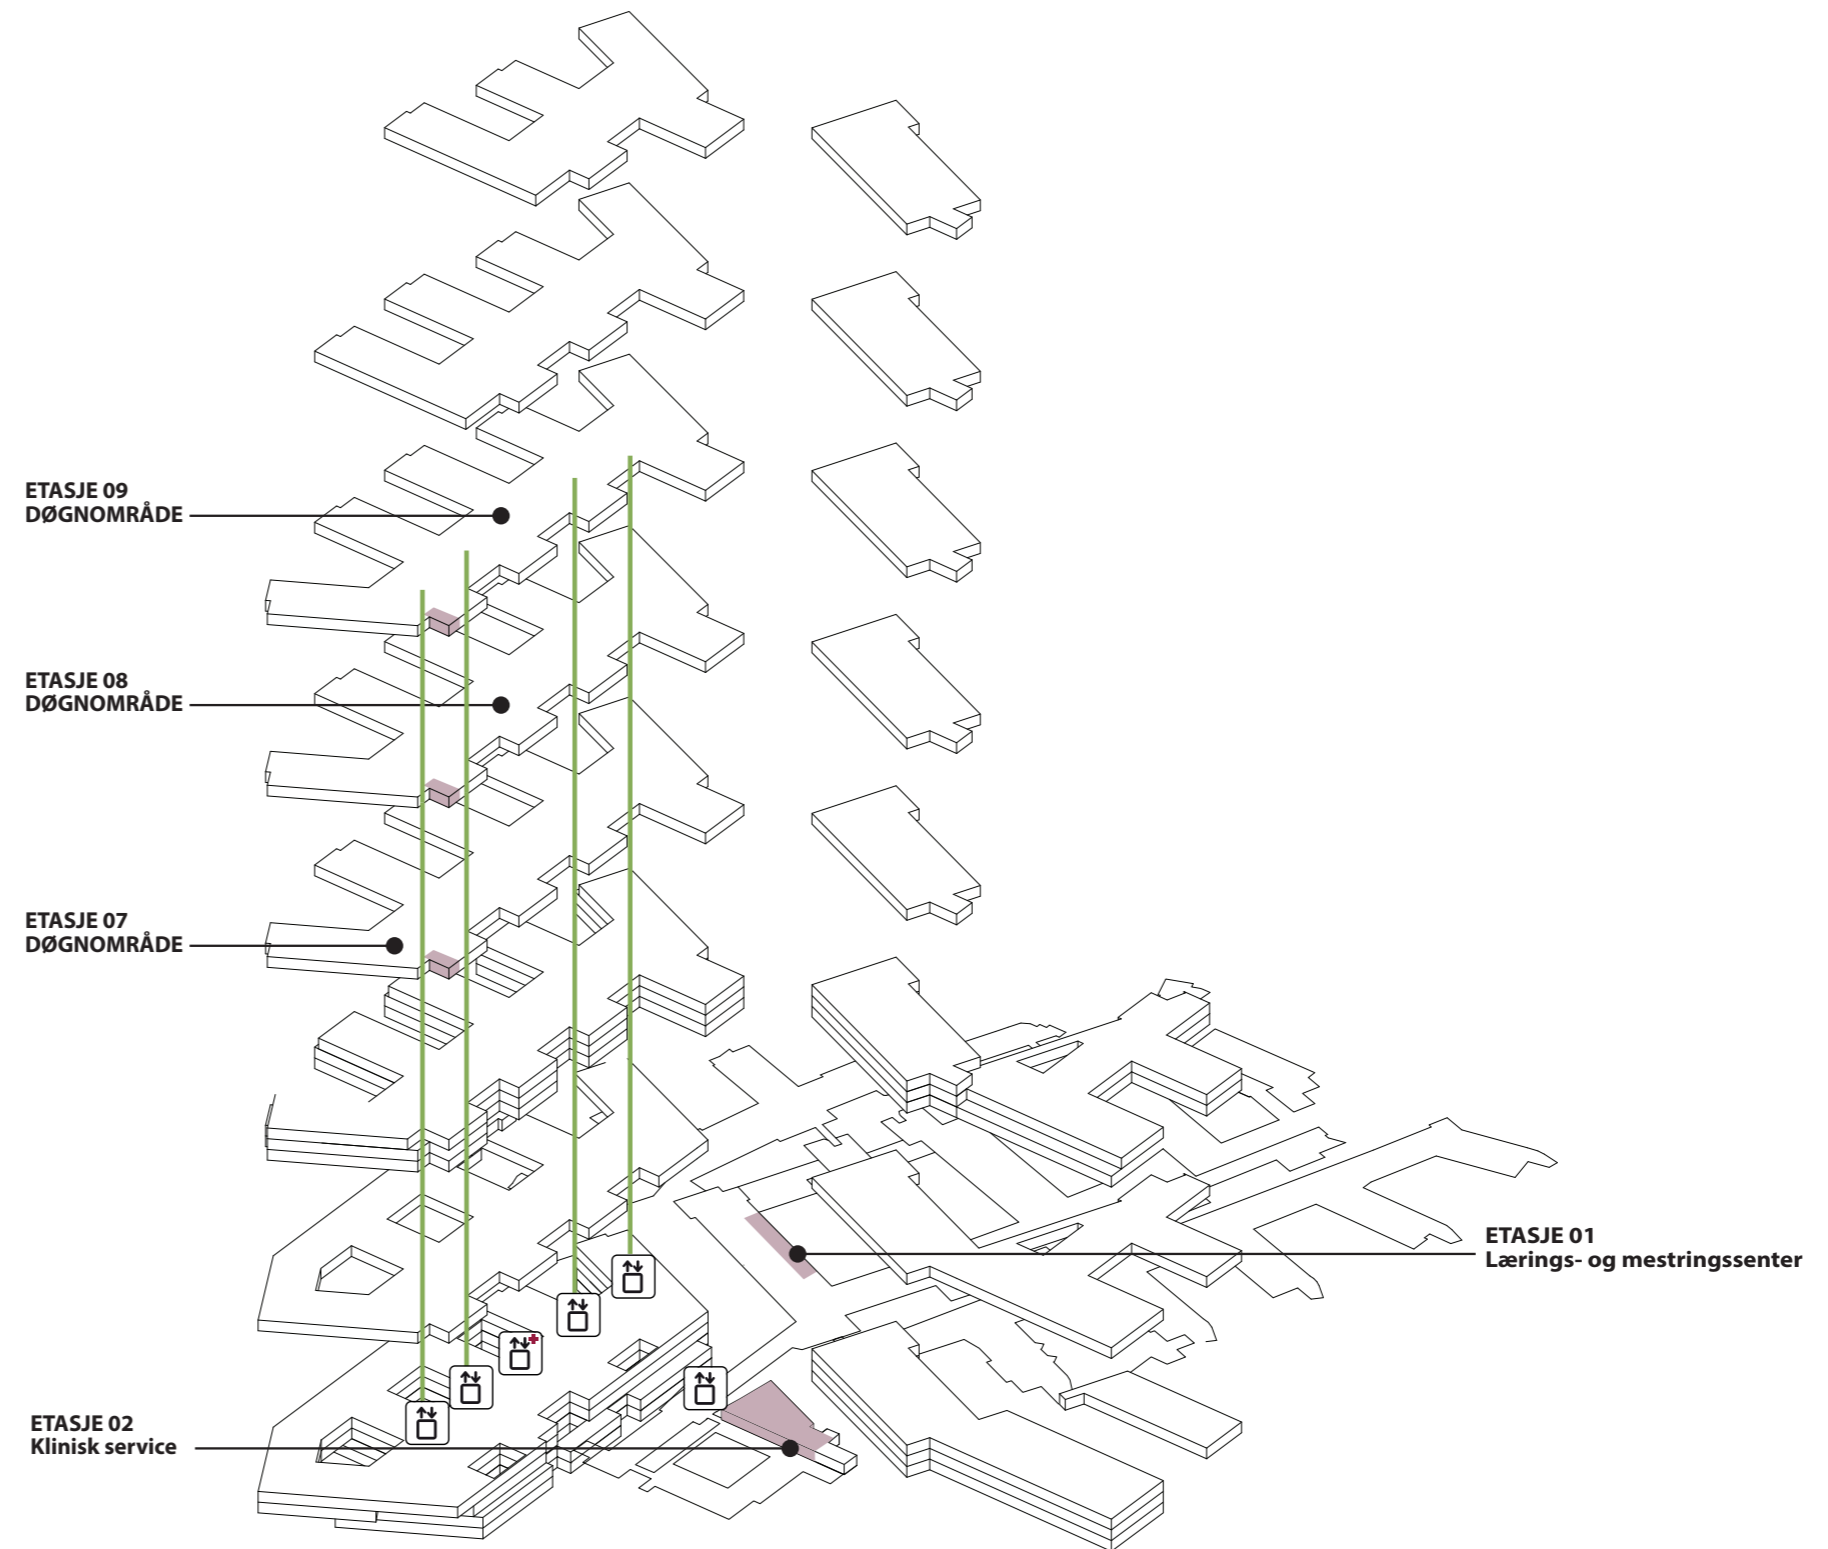 ETASJE 09
DØGNOMRÅDE
ETASJE 08
DØGNOMRÅDE
ETASJE 07
DØGNOMRÅDE
ETASJE 01
Lærings- og mestringssenter
ETASJE 02
Klinisk service